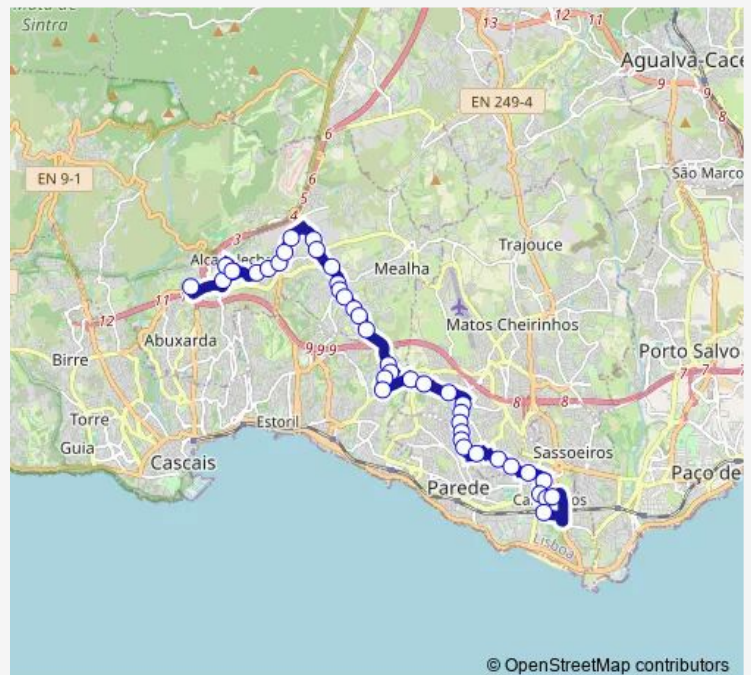 Sintra
13
12
11
Agualva-Cace
9
9
8
EN 249-4
6
EN 9-1
6
5
4
São Marco
3
Trajouce
Mealha
11
12
Matos Cheirinhos
Abuxarda
9 9 9
Porto Salvo
Birre
7
7
8
8
Torre
Estoril
Guia
Sassoeiros
Cascais
Parede
Paço de
Lisboa
© OpenStreetMap contributors